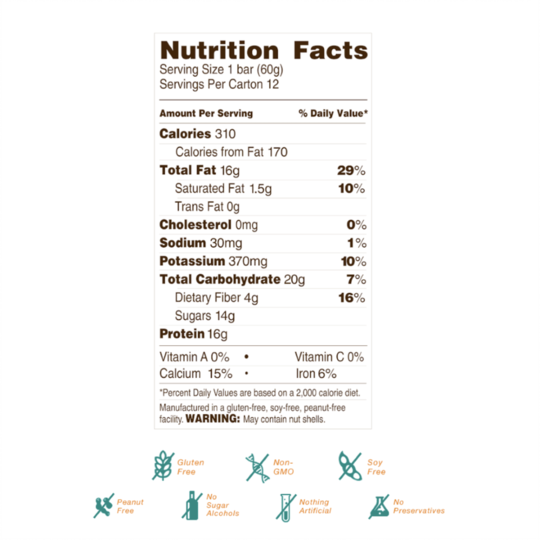 Nutrition Facts
Serving Size 1 bar (60g)
Servings Per Carton 12
Amount Per Serving % Daily Value*
Calories 310
Calories from Fat 170
Total Fat 16g 29%
Saturated Fat 1.5g 10%
Trans Fat 0g
Cholesterol 0mg 0%
Sodium 30mg 1%
Potassium 370mg 10%
Total Carbohydrate 20g 7%
Dietary Fiber 4g 16%
Sugars 14g
Protein 16g
Vitamin A 0% • Vitamin C 0%
Calcium 15% • Iron 6%
*Percent Daily Values are based on a 2,000 calorie diet.
Manufactured in a gluten-free, soy-free, peanut-free
facility. WARNING: May contain nut shells.
Gluten
Free
Non-
GMO
Soy
Free
Peanut
Free
No
Sugar
Alcohols
Nothing
Artificial
No
Preservatives